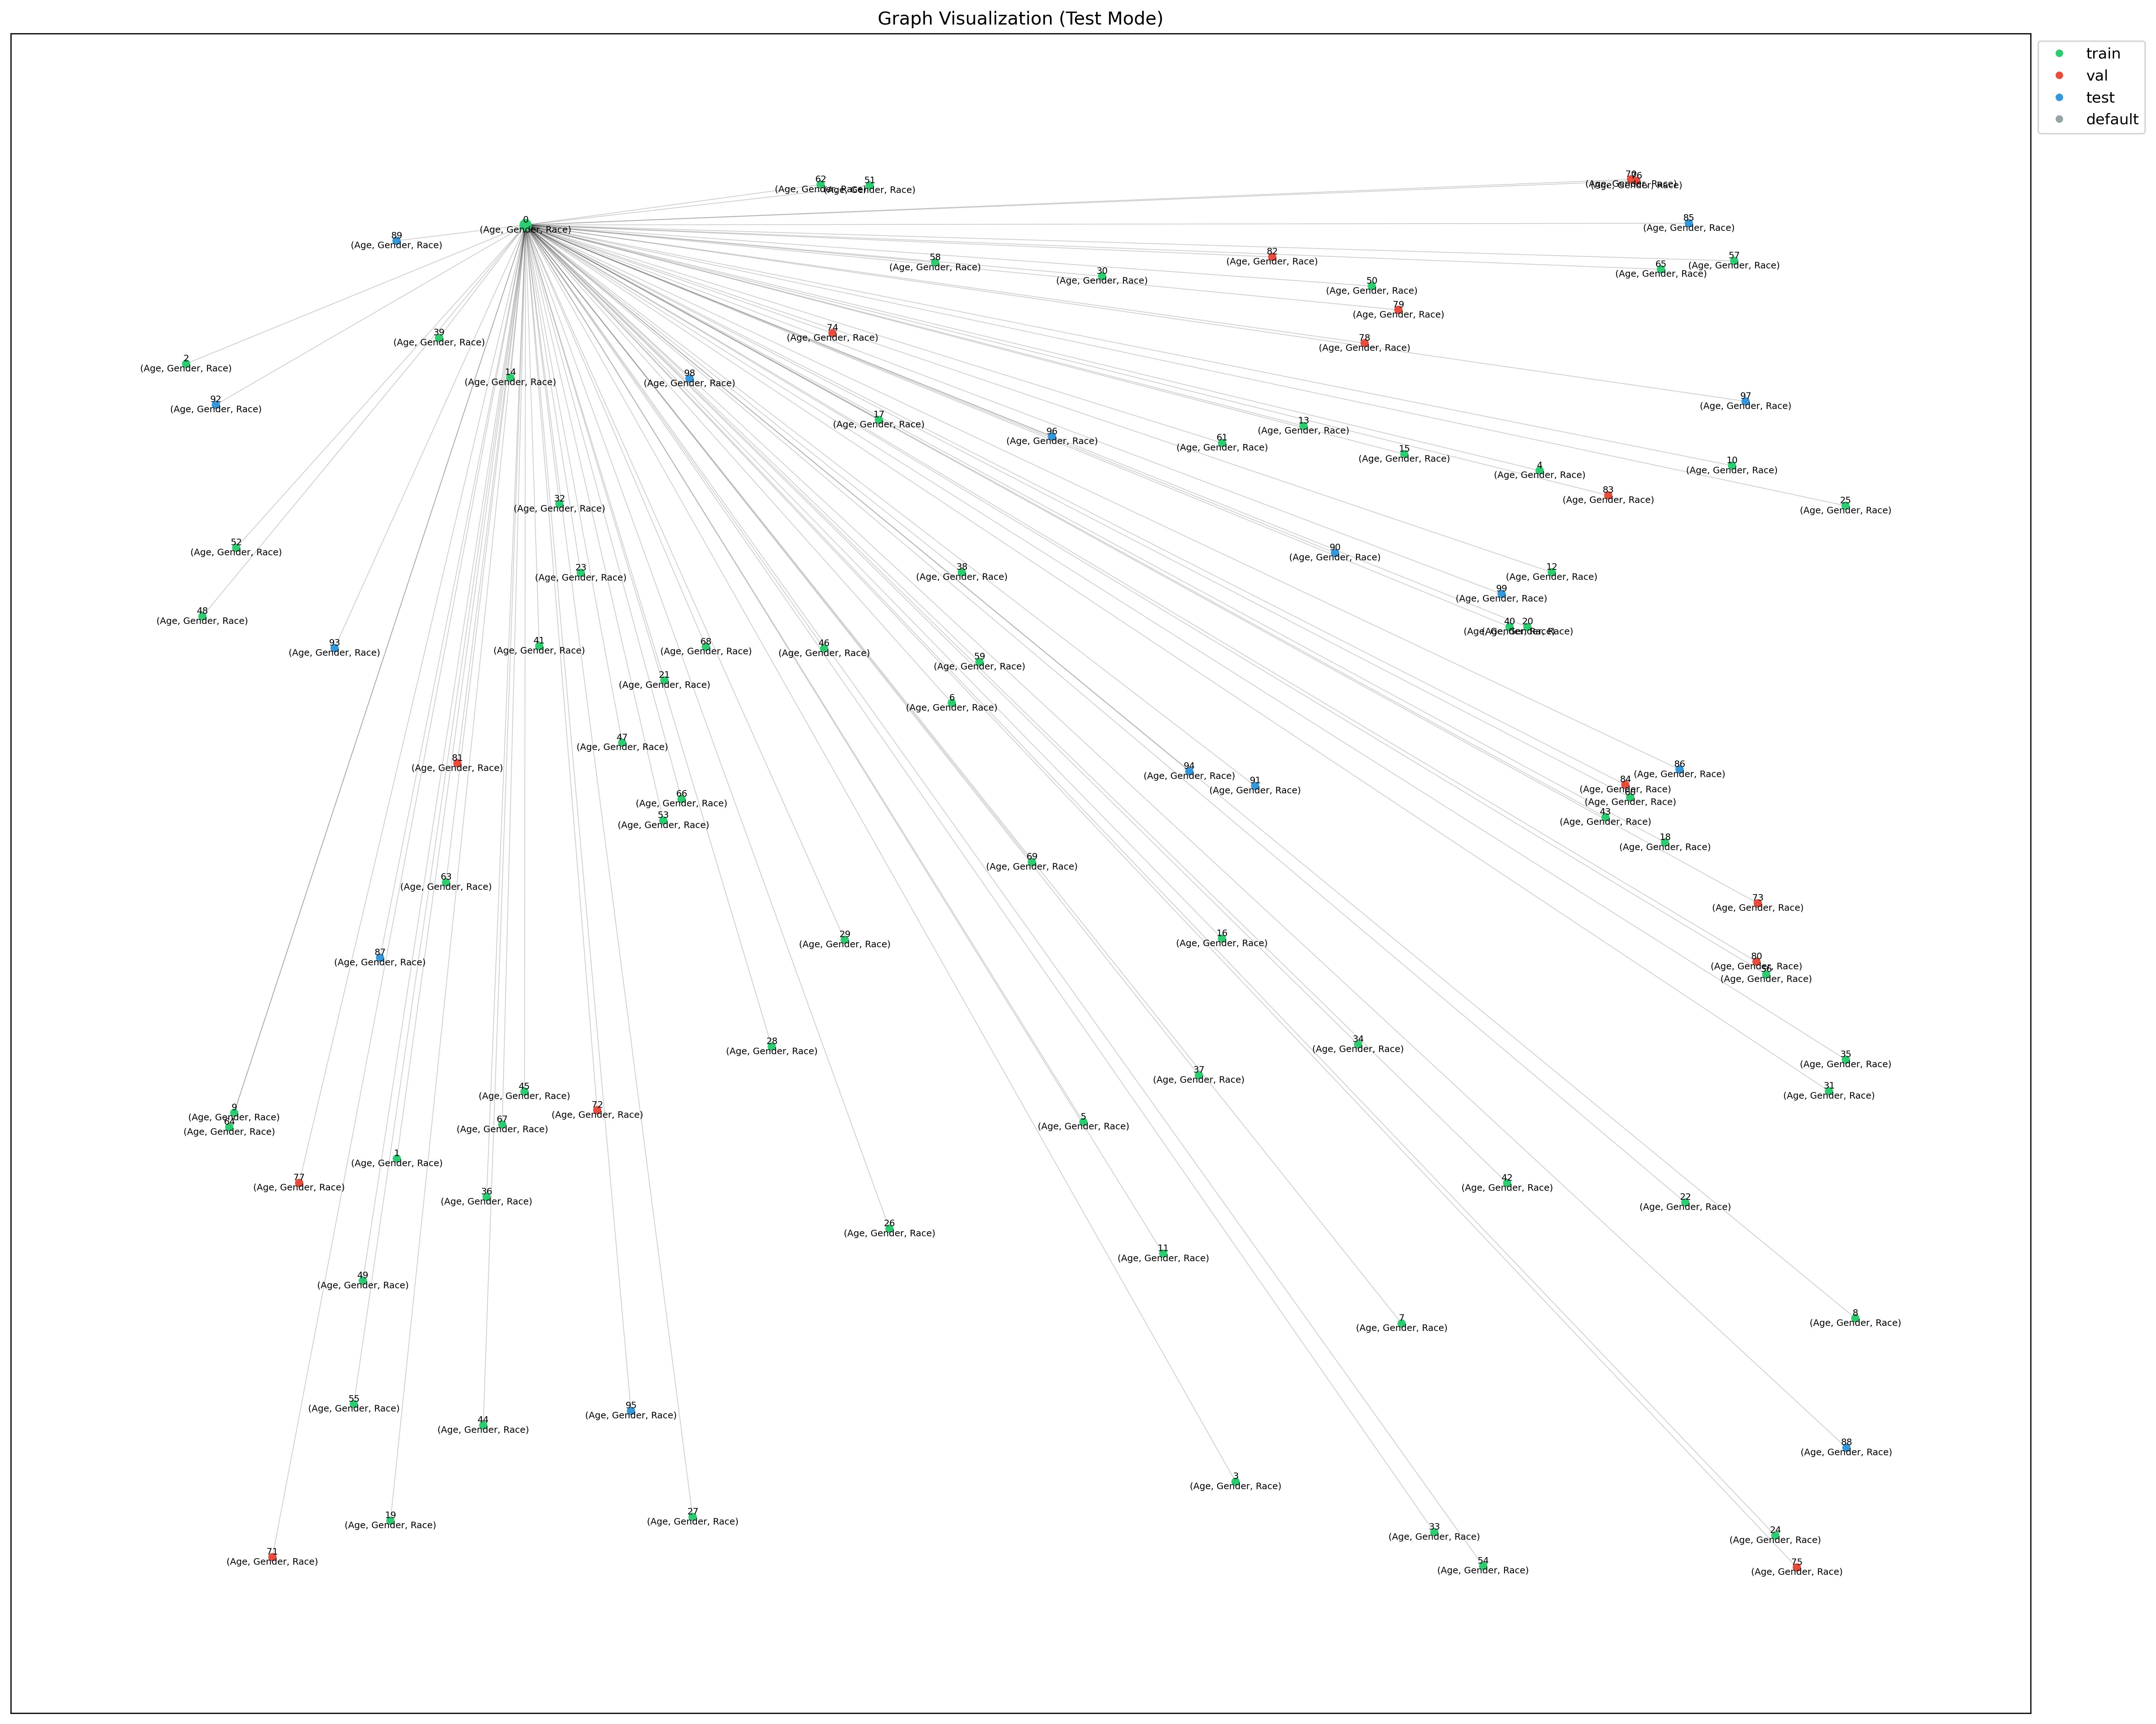 Graph Visualization (Test Mode)
train
val
test
default
62
(Age, Gender, Race)
51
(Age, Gender, Race)
70
(Age, Gender, Race)
76
(Age, Gender, Race)
0
(Age, Gender, Race)
85
(Age, Gender, Race)
89
(Age, Gender, Race)
82
(Age, Gender, Race)
58
(Age, Gender, Race)
57
(Age, Gender, Race)
65
(Age, Gender, Race)
30
(Age, Gender, Race)
50
(Age, Gender, Race)
79
(Age, Gender, Race)
74
(Age, Gender, Race)
39
(Age, Gender, Race)
78
(Age, Gender, Race)
2
(Age, Gender, Race)
14
(Age, Gender, Race)
98
(Age, Gender, Race)
97
(Age, Gender, Race)
92
(Age, Gender, Race)
17
(Age, Gender, Race)
13
(Age, Gender, Race)
96
(Age, Gender, Race)
61
(Age, Gender, Race)
15
(Age, Gender, Race)
10
(Age, Gender, Race)
4
(Age, Gender, Race)
83
(Age, Gender, Race)
32
(Age, Gender, Race)
25
(Age, Gender, Race)
52
(Age, Gender, Race)
90
(Age, Gender, Race)
23
(Age, Gender, Race)
38
(Age, Gender, Race)
12
(Age, Gender, Race)
99
(Age, Gender, Race)
48
(Age, Gender, Race)
40
(Age, Gender, Race)
20
(Age, Gender, Race)
93
(Age, Gender, Race)
41
(Age, Gender, Race)
68
(Age, Gender, Race)
46
(Age, Gender, Race)
59
(Age, Gender, Race)
21
(Age, Gender, Race)
6
(Age, Gender, Race)
47
(Age, Gender, Race)
81
(Age, Gender, Race)
94
(Age, Gender, Race)
86
(Age, Gender, Race)
91
(Age, Gender, Race)
84
(Age, Gender, Race)
60
(Age, Gender, Race)
66
(Age, Gender, Race)
53
(Age, Gender, Race)
43
(Age, Gender, Race)
18
(Age, Gender, Race)
69
(Age, Gender, Race)
63
(Age, Gender, Race)
73
(Age, Gender, Race)
29
(Age, Gender, Race)
16
(Age, Gender, Race)
87
(Age, Gender, Race)
80
(Age, Gender, Race)
56
(Age, Gender, Race)
28
(Age, Gender, Race)
34
(Age, Gender, Race)
35
(Age, Gender, Race)
37
(Age, Gender, Race)
45
(Age, Gender, Race)
31
(Age, Gender, Race)
9
(Age, Gender, Race)
72
(Age, Gender, Race)
64
(Age, Gender, Race)
67
(Age, Gender, Race)
5
(Age, Gender, Race)
1
(Age, Gender, Race)
77
(Age, Gender, Race)
42
(Age, Gender, Race)
36
(Age, Gender, Race)
22
(Age, Gender, Race)
26
(Age, Gender, Race)
11
(Age, Gender, Race)
49
(Age, Gender, Race)
8
(Age, Gender, Race)
7
(Age, Gender, Race)
55
(Age, Gender, Race)
95
(Age, Gender, Race)
44
(Age, Gender, Race)
88
(Age, Gender, Race)
3
(Age, Gender, Race)
27
(Age, Gender, Race)
19
(Age, Gender, Race)
33
(Age, Gender, Race)
24
(Age, Gender, Race)
71
(Age, Gender, Race)
54
(Age, Gender, Race)
75
(Age, Gender, Race)